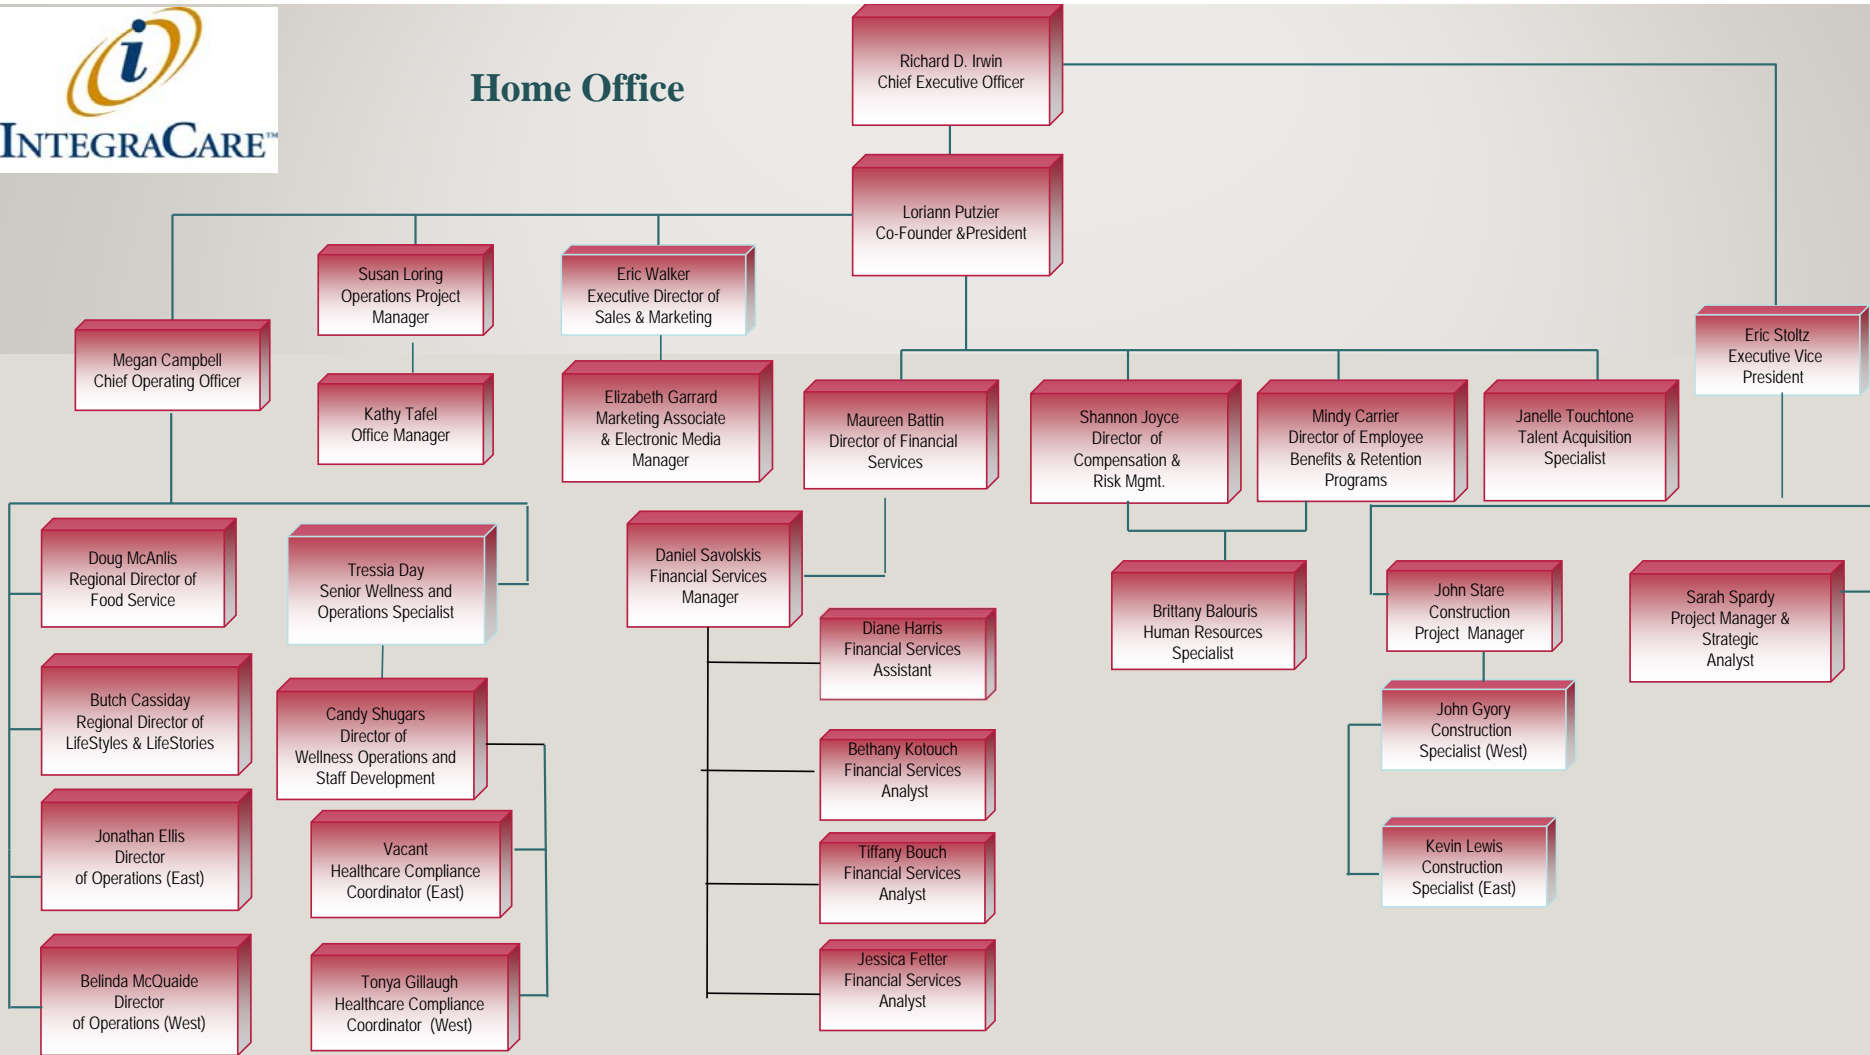 INTEGRACARE™
Home Office
Richard D. Irwin
Chief Executive Officer
Loriann Putzier
Co-Founder &President
Susan Loring
Operations Project
Manager
Eric Walker
Executive Director of
Sales & Marketing
Megan Campbell
Chief Operating Officer
Eric Stoltz
Executive Vice
President
Kathy Tafel
Office Manager
Elizabeth Garrard
Marketing Associate
& Electronic Media
Manager
Maureen Battin
Director of Financial
Services
Shannon Joyce
Director of
Compensation &
Risk Mgmt.
Mindy Carrier
Director of Employee
Benefits & Retention
Programs
Janelle Touchtone
Talent Acquisition
Specialist
Doug McAnlis
Regional Director of
Food Service
Tressia Day
Senior Wellness and
Operations Specialist
Daniel Savolskis
Financial Services
Manager
Brittany Balouris
Human Resources
Specialist
John Stare
Construction
Project Manager
Sarah Spardy
Project Manager &
Strategic
Analyst
Diane Harris
Financial Services
Assistant
Butch Cassiday
Regional Director of
LifeStyles & LifeStories
Candy Shugars
Director of
Wellness Operations and
Staff Development
Bethany Kotouch
Financial Services
Analyst
John Gyory
Construction
Specialist (West)
Jonathan Ellis
Director
of Operations (East)
Vacant
Healthcare Compliance
Coordinator (East)
Tiffany Bouch
Financial Services
Analyst
Kevin Lewis
Construction
Specialist (East)
Belinda McQuaide
Director
of Operations (West)
Tonya Gillaugh
Healthcare Compliance
Coordinator (West)
Jessica Fetter
Financial Services
Analyst